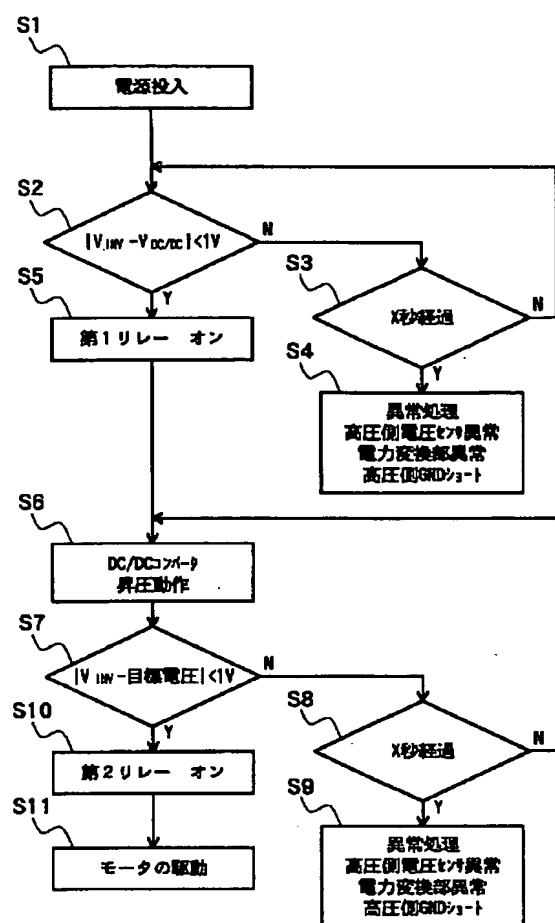 S1
電源投入
S2
|V INV −V DC/DC|<1V
N
Y
S3
X秒経過
N
Y
S5
第1リレー オン
S4
異常処理
高圧側電圧センサ異常
電力変換部異常
高圧側GNDショート
S6
DC/DCコンバータ
昇圧動作
S7
|V INV −目標電圧|<1V
N
Y
S8
X秒経過
N
Y
S10
第2リレー オン
S9
異常処理
高圧側電圧センサ異常
電力変換部異常
高圧側GNDショート
S11
モータの駆動